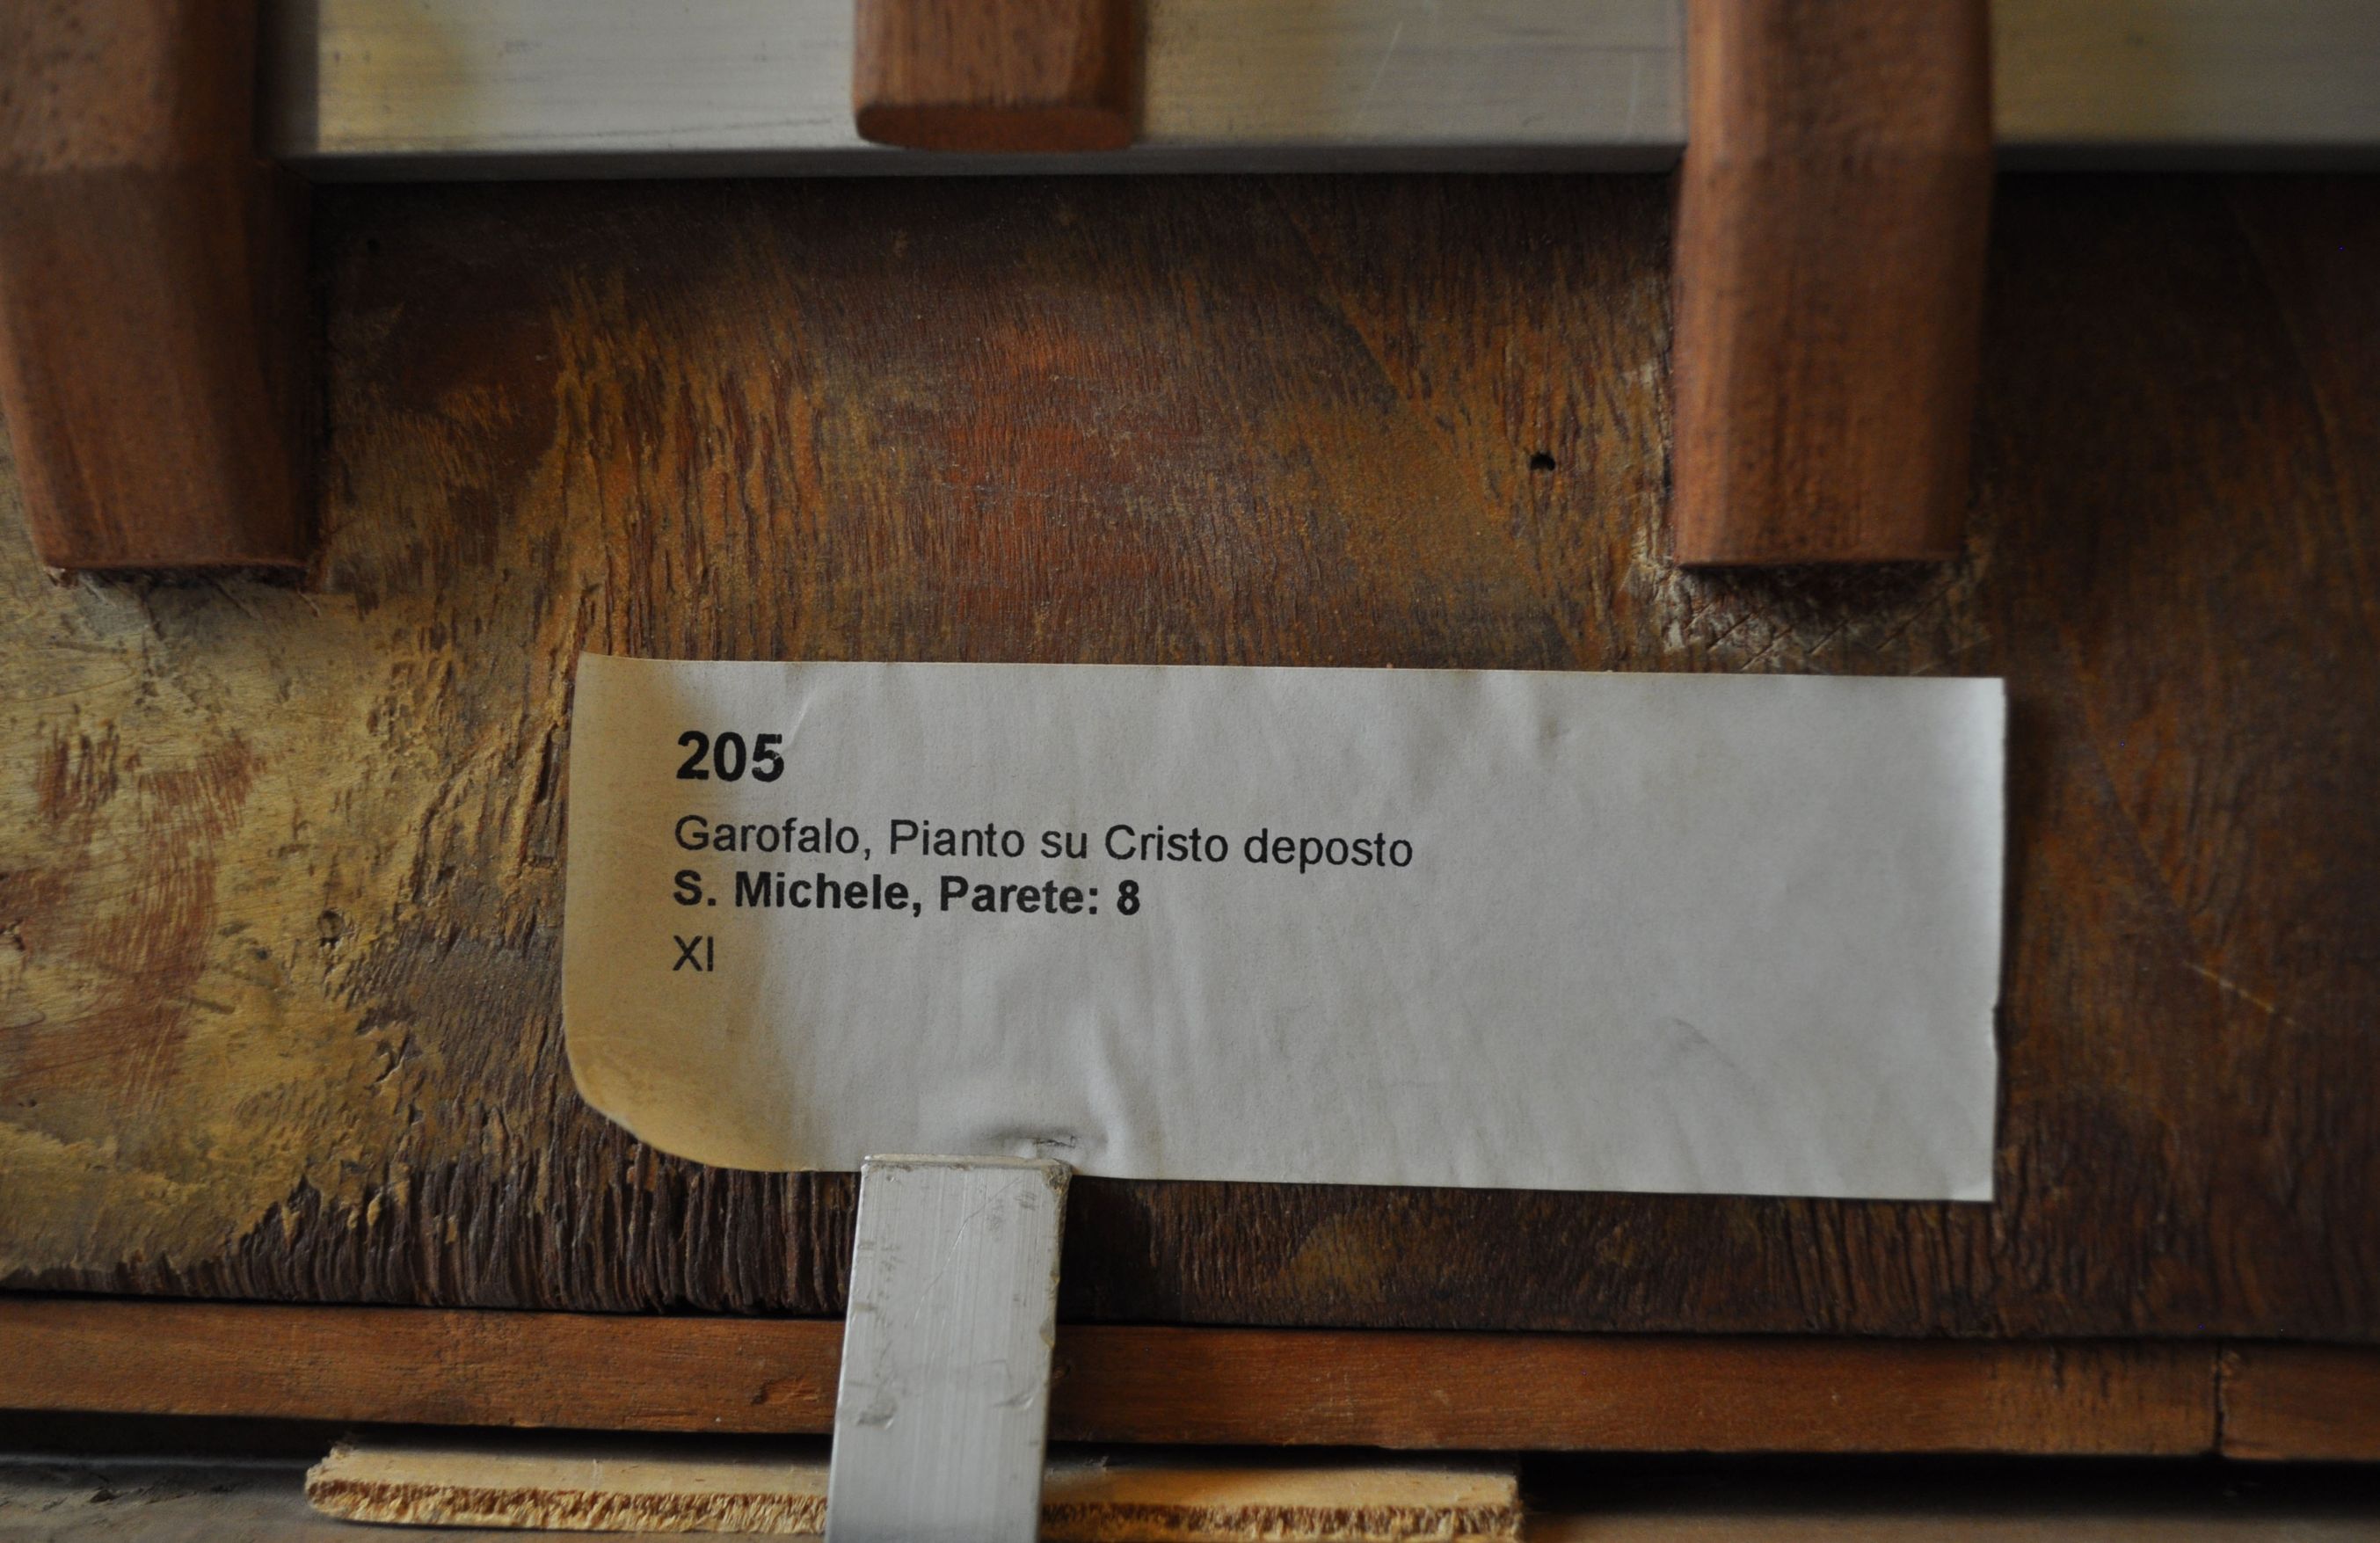 205
Garofalo, Pianto su Cristo deposto
S. Michele, Parete: 8
XI